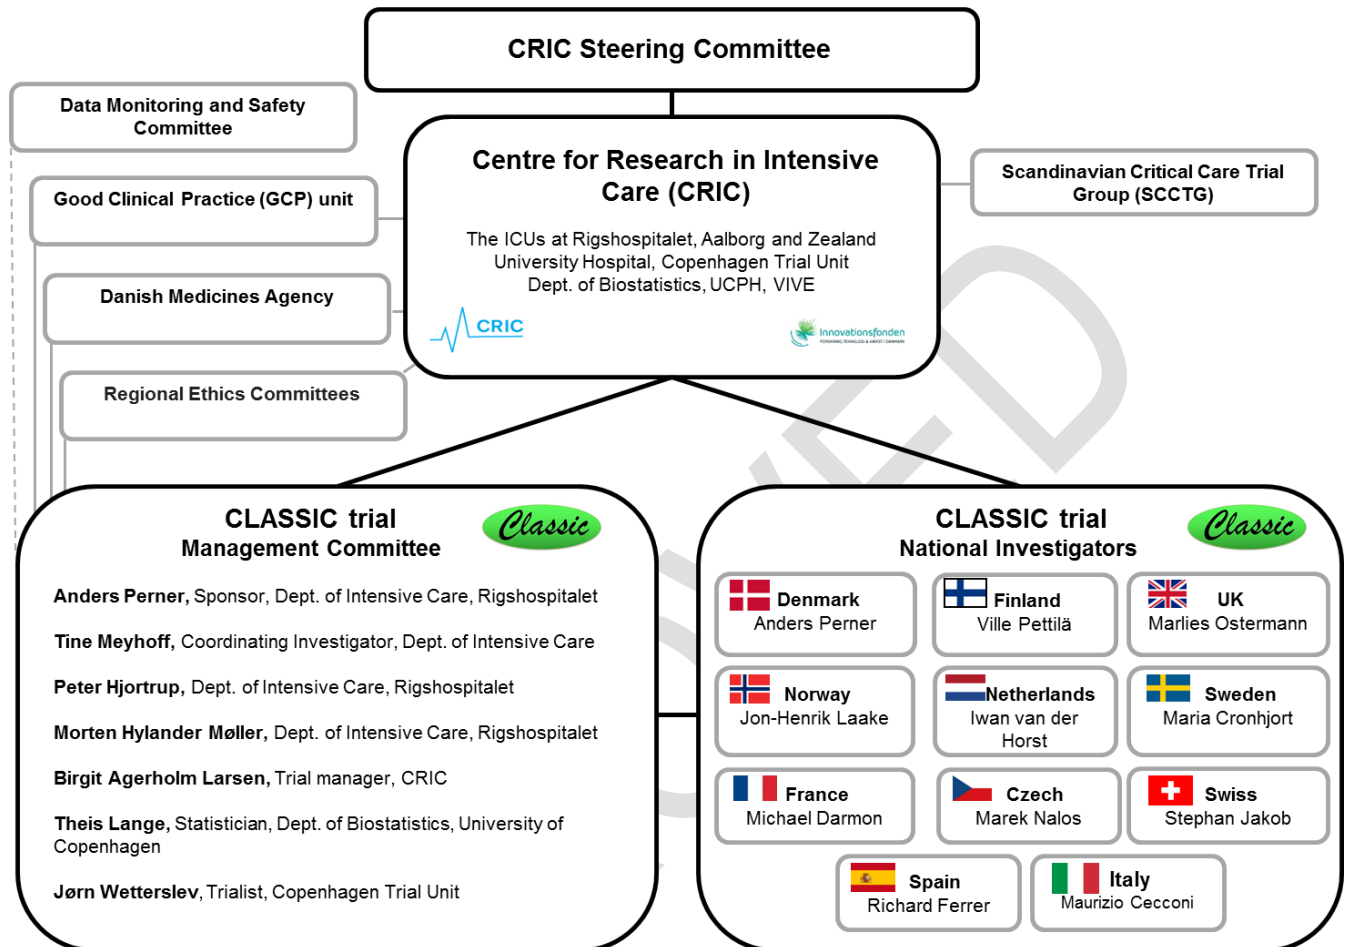 CRIC Steering Committee
Data Monitoring and Safety
Committee
Good Clinical Practice (GCP) unit
Danish Medicines Agency
Regional Ethics Committees
Centre for Research in Intensive
Care (CRIC)
The ICUs at Rigshospitalet, Aalborg and Zealand
University Hospital, Copenhagen Trial Unit
Dept. of Biostatistics, UCPH, VIVE
CRIC
Innovationsfonden
FORSKNING, TEKNOLOGI & VÆKST I DANMARK
Scandinavian Critical Care Trial
Group (SCCTG)
CLASSIC trial
Management Committee
Classic
Anders Perner, Sponsor, Dept. of Intensive Care, Rigshospitalet
Tine Meyhoff, Coordinating Investigator, Dept. of Intensive Care
Peter Hjortrup, Dept. of Intensive Care, Rigshospitalet
Morten Hylander Møller, Dept. of Intensive Care, Rigshospitalet
Birgit Agerholm Larsen, Trial manager, CRIC
Theis Lange, Statistician, Dept. of Biostatistics, University of
Copenhagen
Jørn Wetterslev, Trialist, Copenhagen Trial Unit
CLASSIC trial
National Investigators
Classic
Denmark
Anders Perner
Finland
Ville Pettilä
UK
Marlies Ostermann
Norway
Jon-Henrik Laake
Netherlands
Iwan van der
Horst
Sweden
Maria Cronhjort
France
Michael Darmon
Czech
Marek Nalos
Swiss
Stephan Jakob
Spain
Richard Ferrer
Italy
Maurizio Cecconi